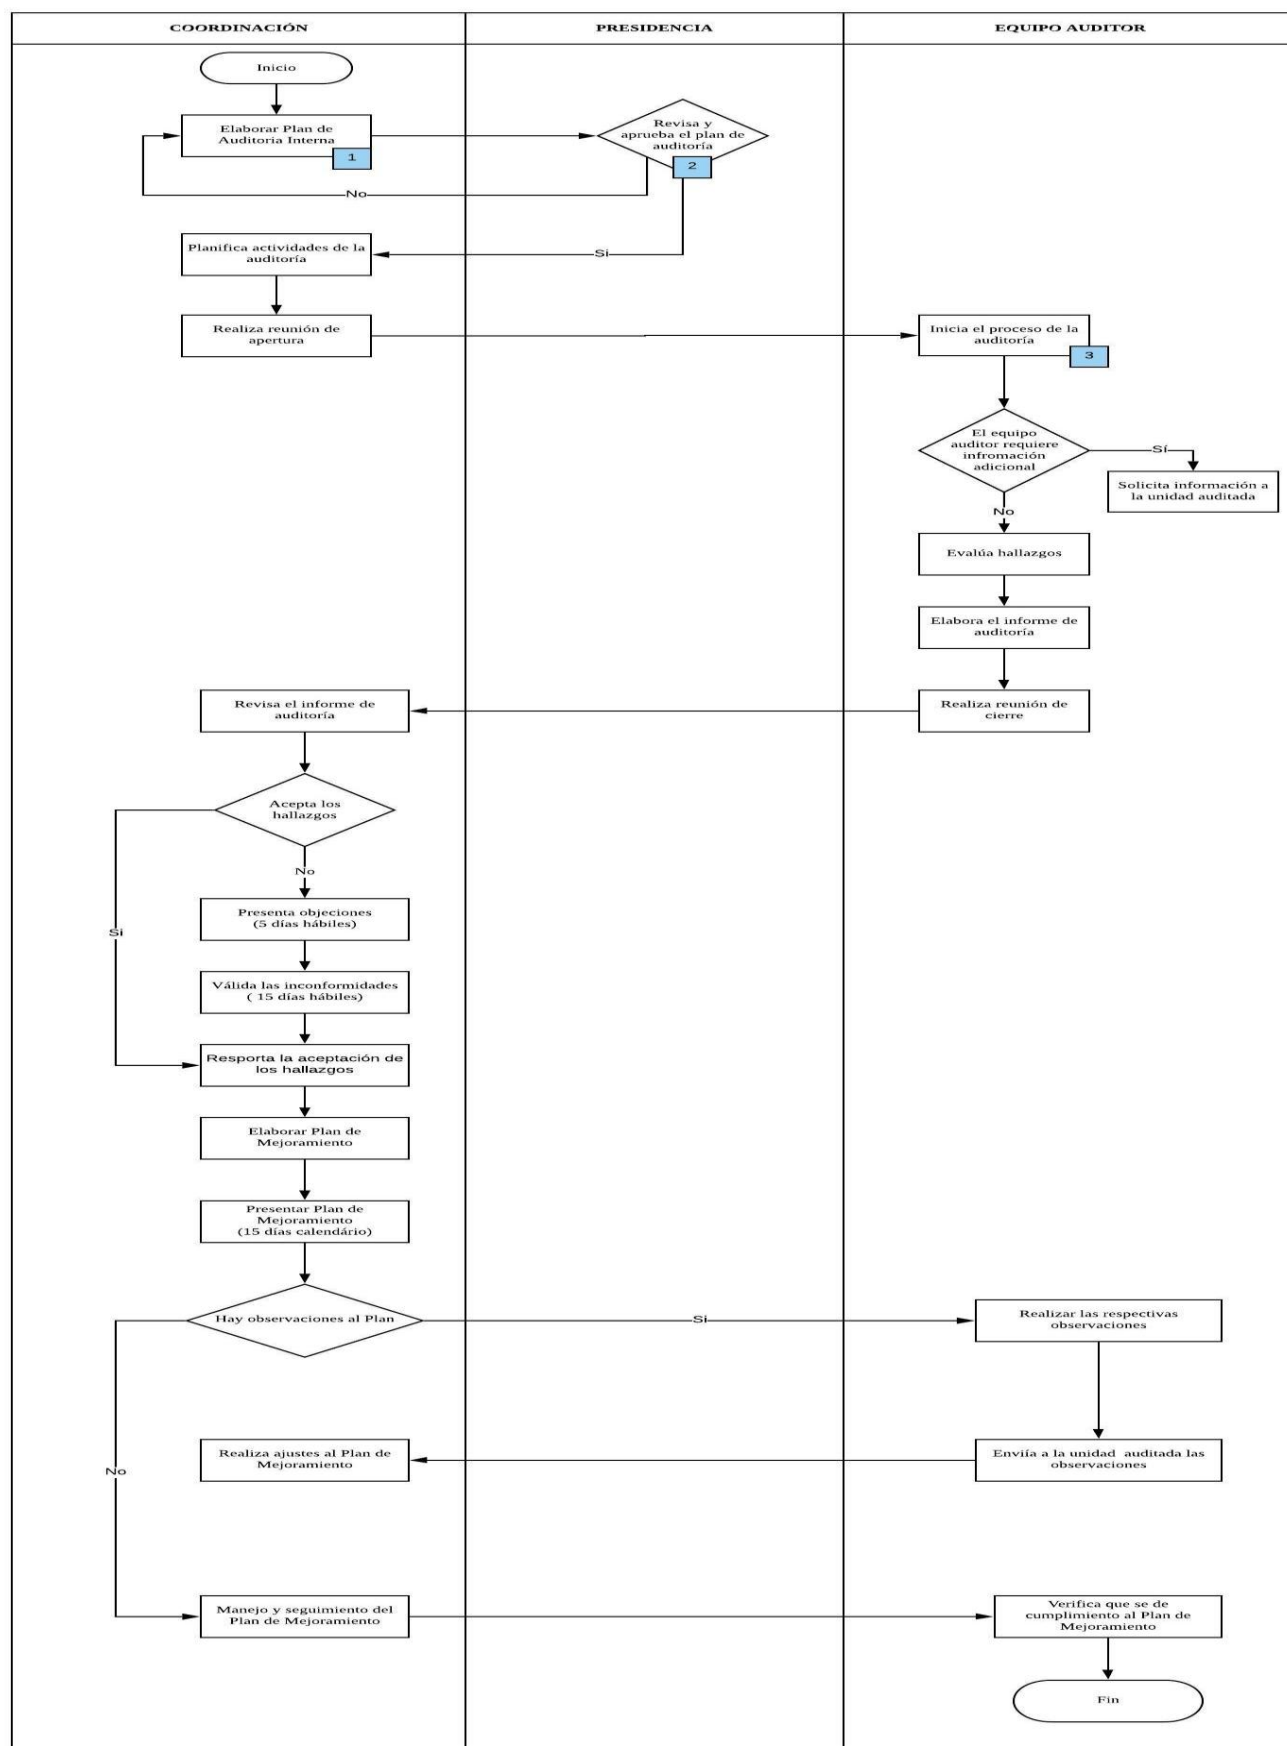 COORDINACIÓN
PRESIDENCIA
EQUIPO AUDITOR
Inicio
Elaborar Plan de
Auditoria Interna
1
Revisa y
aprueba el plan de
auditoría
2
No
Planifica actividades de la
auditoría
Si
Realiza reunión de
apertura
Inicia el proceso de la
auditoría
3
El equipo
auditor requiere
infromación
adicional
Sí
Solicita información a
la unidad auditada
No
Evalúa hallazgos
Elabora el informe de
auditoría
Realiza reunión de
cierre
Revisa el informe de
auditoría
Acepta los
hallazgos
No
Presenta objeciones
(5 días hábiles)
Si
Válida las inconformidades
( 15 días hábiles)
Resporta la aceptación de
los hallazgos
Elaborar Plan de
Mejoramiento
Presentar Plan de
Mejoramiento
(15 días calendário)
Hay observaciones al Plan
Si
Realizar las respectivas
observaciones
Enviía a la unidad auditada las
observaciones
Realiza ajustes al Plan de
Mejoramiento
No
Manejo y seguimiento del
Plan de Mejoramiento
Verifica que se de
cumplimiento al Plan de
Mejoramiento
Fin